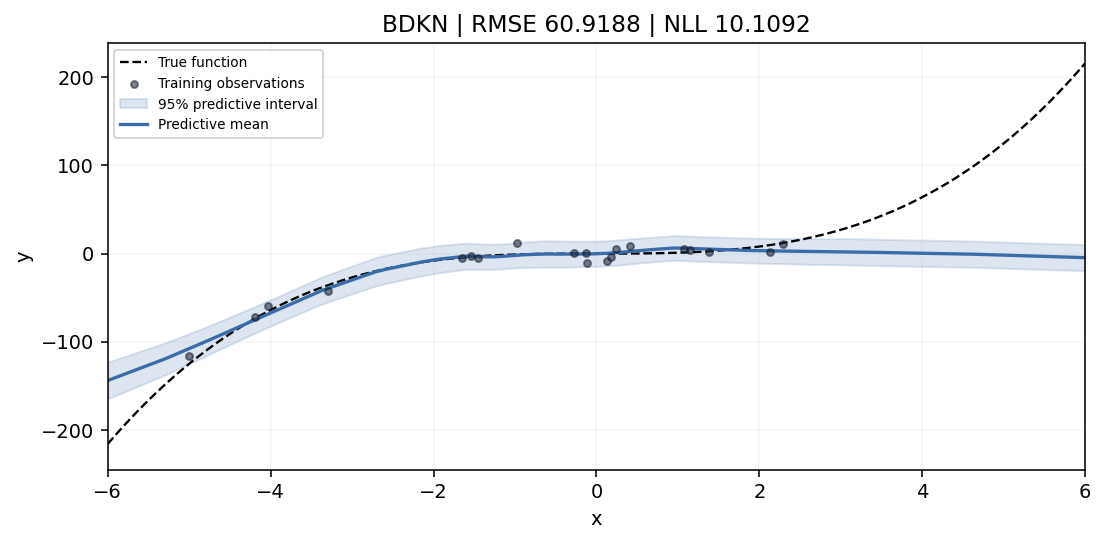 BDKN | RMSE 60.9188 | NLL 10.1092
True function
Training observations
95% predictive interval
Predictive mean
200
100
0
−100
−200
y
−6 −4 −2 0 2 4 6
x